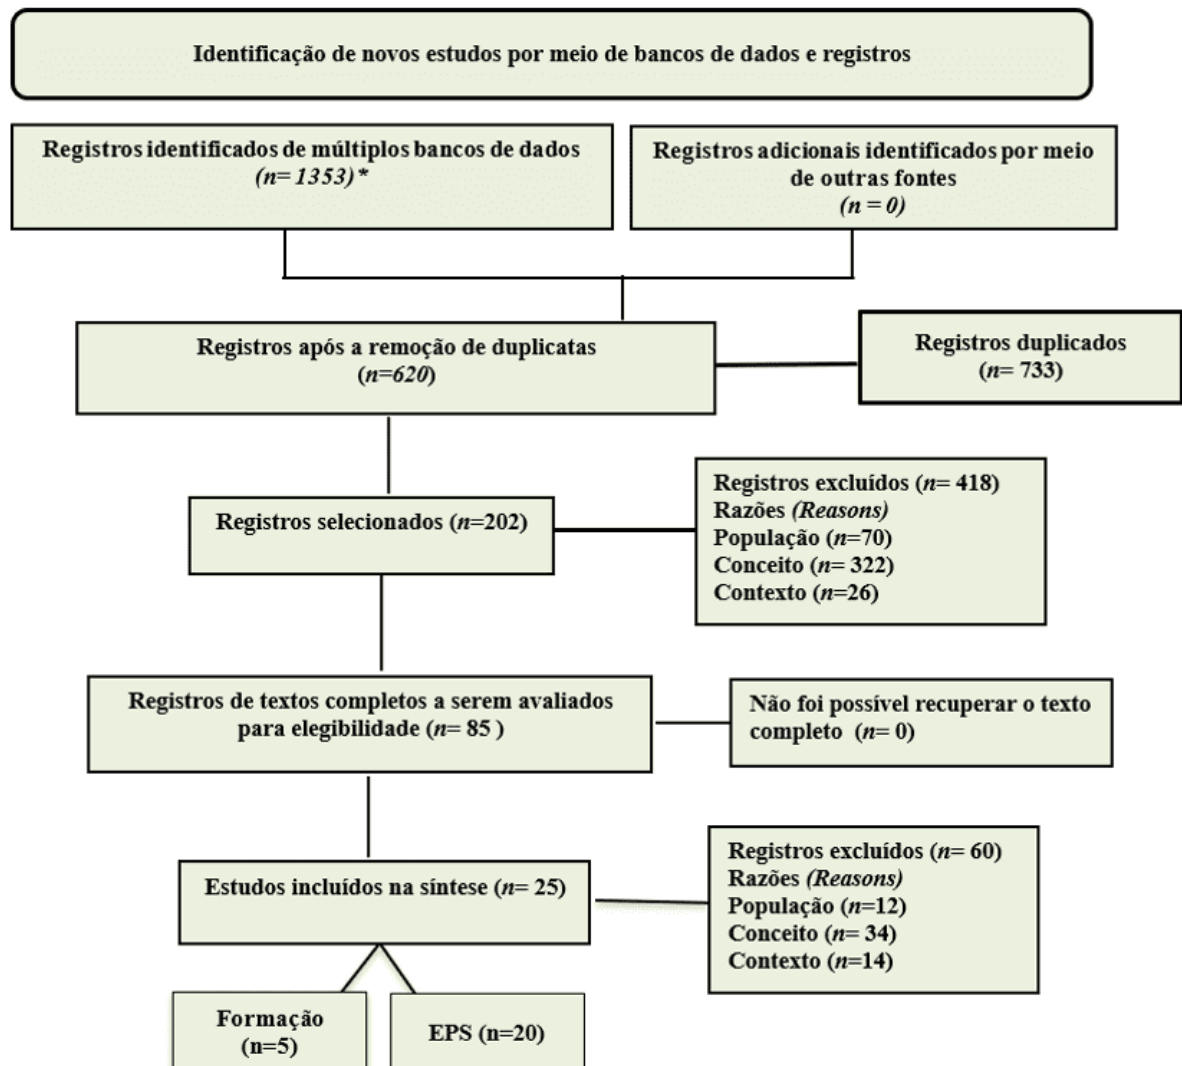 Identificação de novos estudos por meio de bancos de dados e registros
Registros identificados de múltiplos bancos de dados
(n= 1353)*
Registros adicionais identificados por meio
de outras fontes
(n = 0)
Registros após a remoção de duplicatas
(n=620)
Registros duplicados
(n= 733)
Registros selecionados (n=202)
Registros excluídos (n= 418)
Razões (Reasons)
População (n=70)
Conceito (n= 322)
Contexto (n=26)
Registros de textos completos a serem avaliados
para elegibilidade (n= 85 )
Não foi possível recuperar o texto
completo (n= 0)
Estudos incluídos na síntese (n= 25)
Registros excluídos (n= 60)
Razões (Reasons)
População (n=12)
Conceito (n= 34)
Contexto (n=14)
Formação
(n=5)
EPS (n=20)